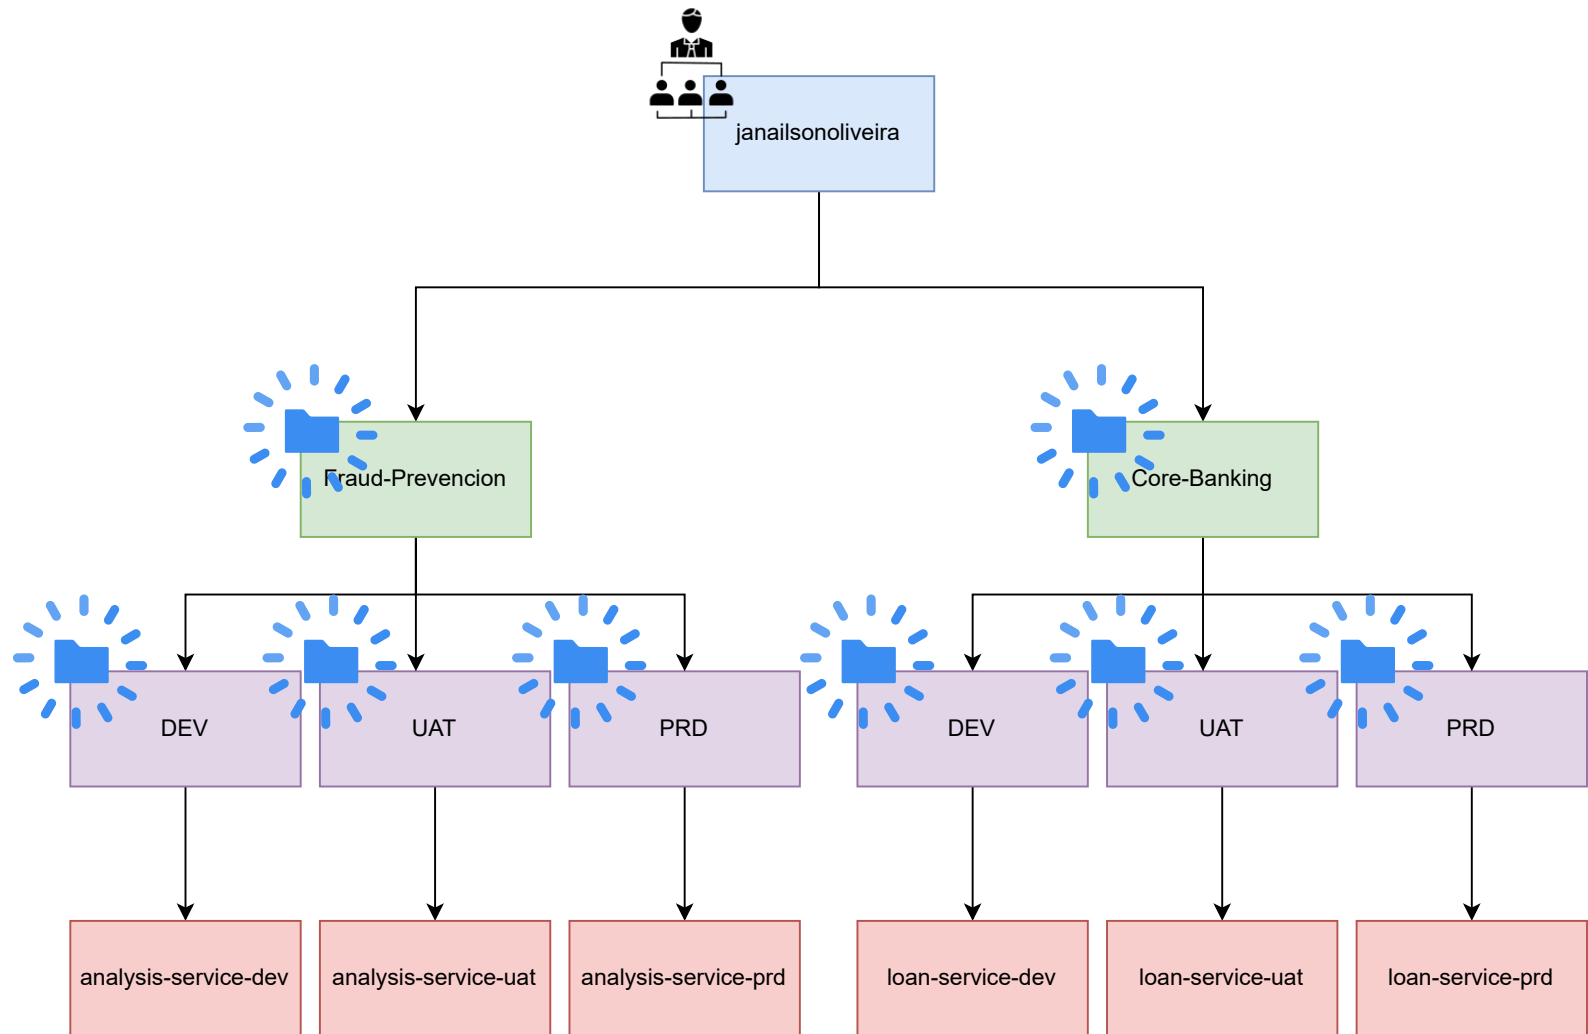 janailsonoliveira
Fraud-Prevencion
Core-Banking
DEV
UAT
PRD
DEV
UAT
PRD
analysis-service-dev
analysis-service-uat
analysis-service-prd
loan-service-dev
loan-service-uat
loan-service-prd